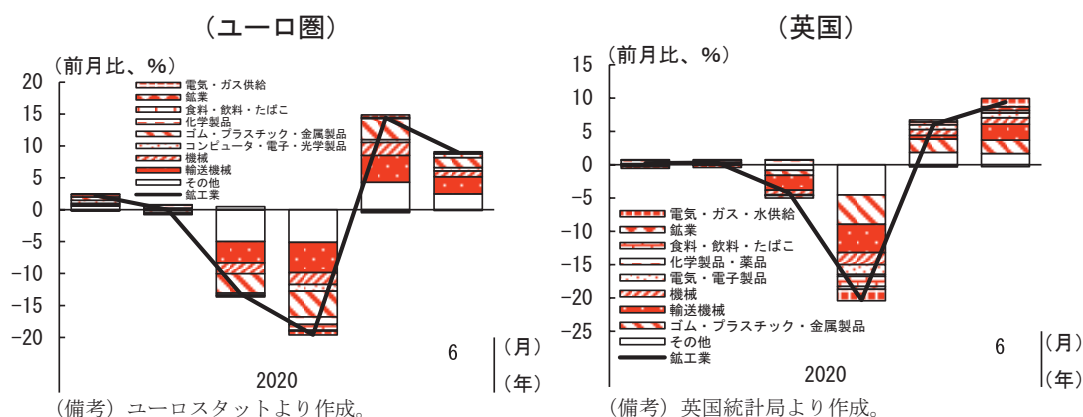 （ユーロ圏）
（前月比、%）
20
15
10
5
0
−5
−10
−15
−20
電気・ガス供給
鉱業
食料・飲料・たばこ
化学製品
ゴム・プラスチック・金属製品
コンピュータ・電子・光学製品
機械
輸送機械
その他
鉱工業
6
（月）
2020
（年）
（備考）ユーロスタットより作成。
（英国）
（前月比、%）
15
10
5
0
−5
−10
−15
−20
−25
電気・ガス・水供給
鉱業
食料・飲料・たばこ
化学製品・薬品
電気・電子製品
機械
輸送機械
ゴム・プラスチック・金属製品
その他
鉱工業
6
（月）
2020
（年）
（備考）英国統計局より作成。